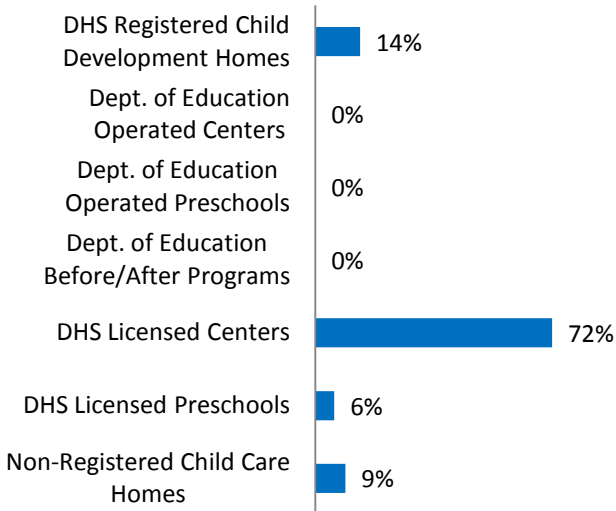 DHS Registered Child
Development Homes
14%
Dept. of Education
Operated Centers
0%
Dept. of Education
Operated Preschools
0%
Dept. of Education
Before/After Programs
0%
DHS Licensed Centers
72%
DHS Licensed Preschools
6%
Non-Registered Child Care
Homes
9%